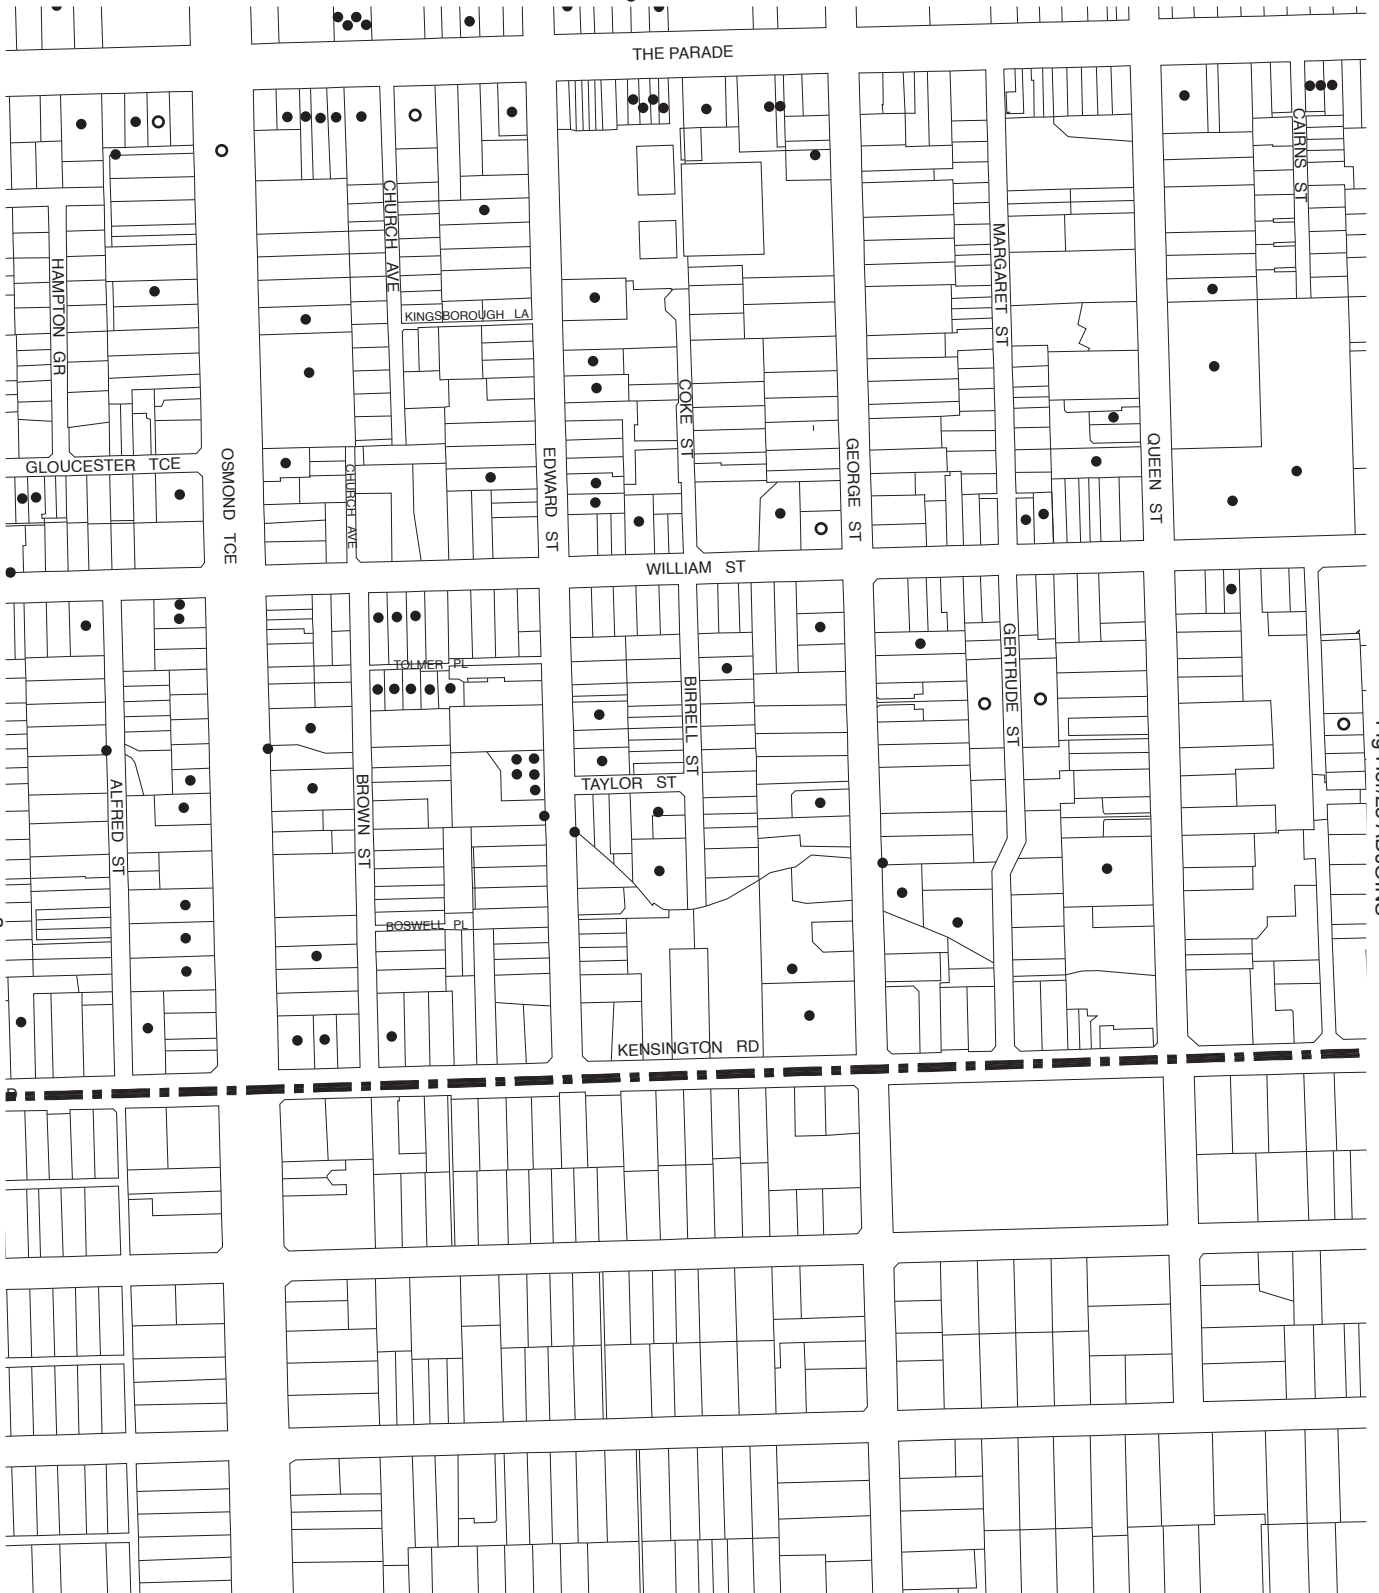 THE PARADE
CAIRNS ST
CHURCH AVE
MARGARET ST
HAMPTON GR
KINGSBOROUGH LA
COKE ST
QUEEN ST
GEORGE ST
EDWARD ST
OSMOND TCE
GLOUCESTER TCE
CHURCH AVE
WILLIAM ST
GERTRUDE ST
TOLMER PL
BIRRELL ST
TAYLOR ST
BROWN ST
ALFRED ST
BOSWELL PL
KENSINGTON RD